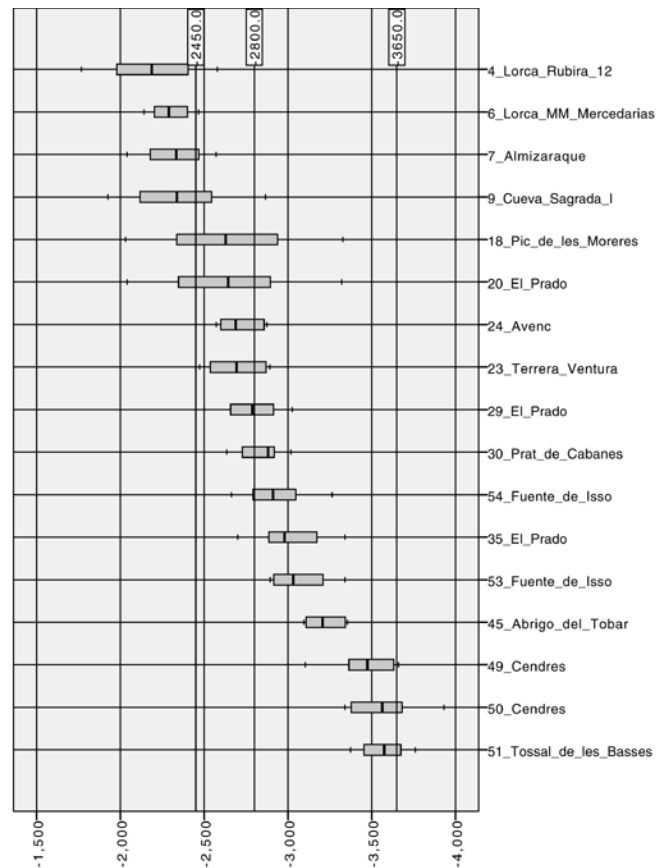 2450.0
2800.0
3650.0
4_Lorca_Rubira_12
6_Lorca_MM_Mercedarias
7_Almizaraque
9_Cueva_Sagrada_I
18_Pic_de_les_Moreres
20_El_Prado
24_Avenc
23_Terrera_Ventura
29_El_Prado
30_Prat_de_Cabanes
54_Fuente_de_Isso
35_El_Prado
53_Fuente_de_Isso
45_Abrigo_del_Tobar
49_Cendres
50_Cendres
51_Tossal_de_les_Basses
-1,500
-2,000
-2,500
-3,000
-3,500
-4,000